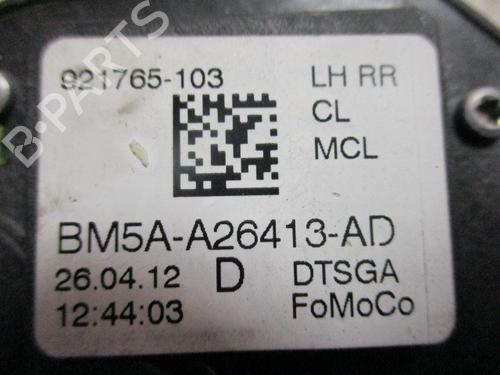 921765-103 LH RR
CL
MCL
BM5A-A26413-AD
26.04.12 D DTSGA
12:44:03 FoMoCo
B-PARTS